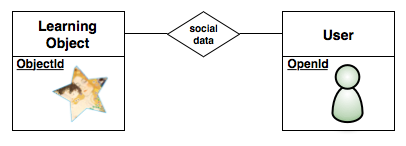 Learning
Object
ObjectId
social
data
User
OpenId